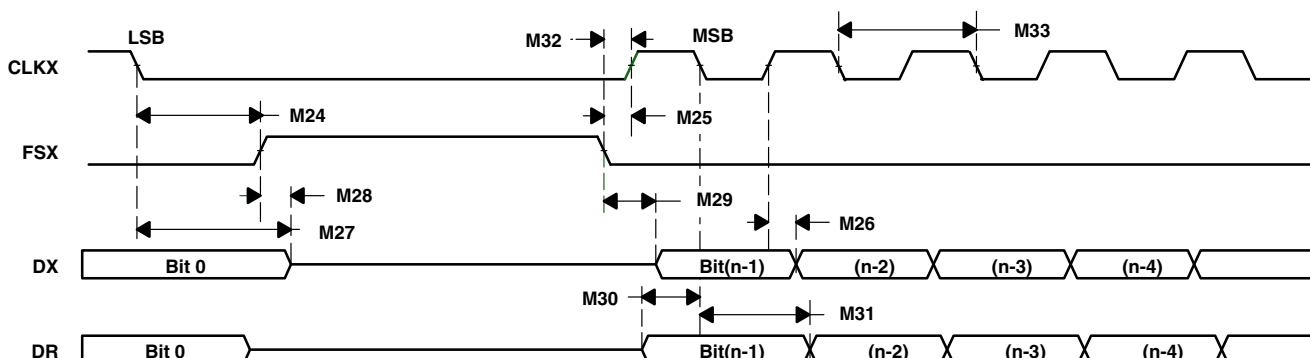 LSB
M32
MSB
M33
CLKX
M24
M25
FSX
M28
M29
M27
M26
DX
Bit 0
Bit(n-1)
(n-2)
(n-3)
(n-4)
M30
M31
DR
Bit 0
Bit(n-1)
(n-2)
(n-3)
(n-4)